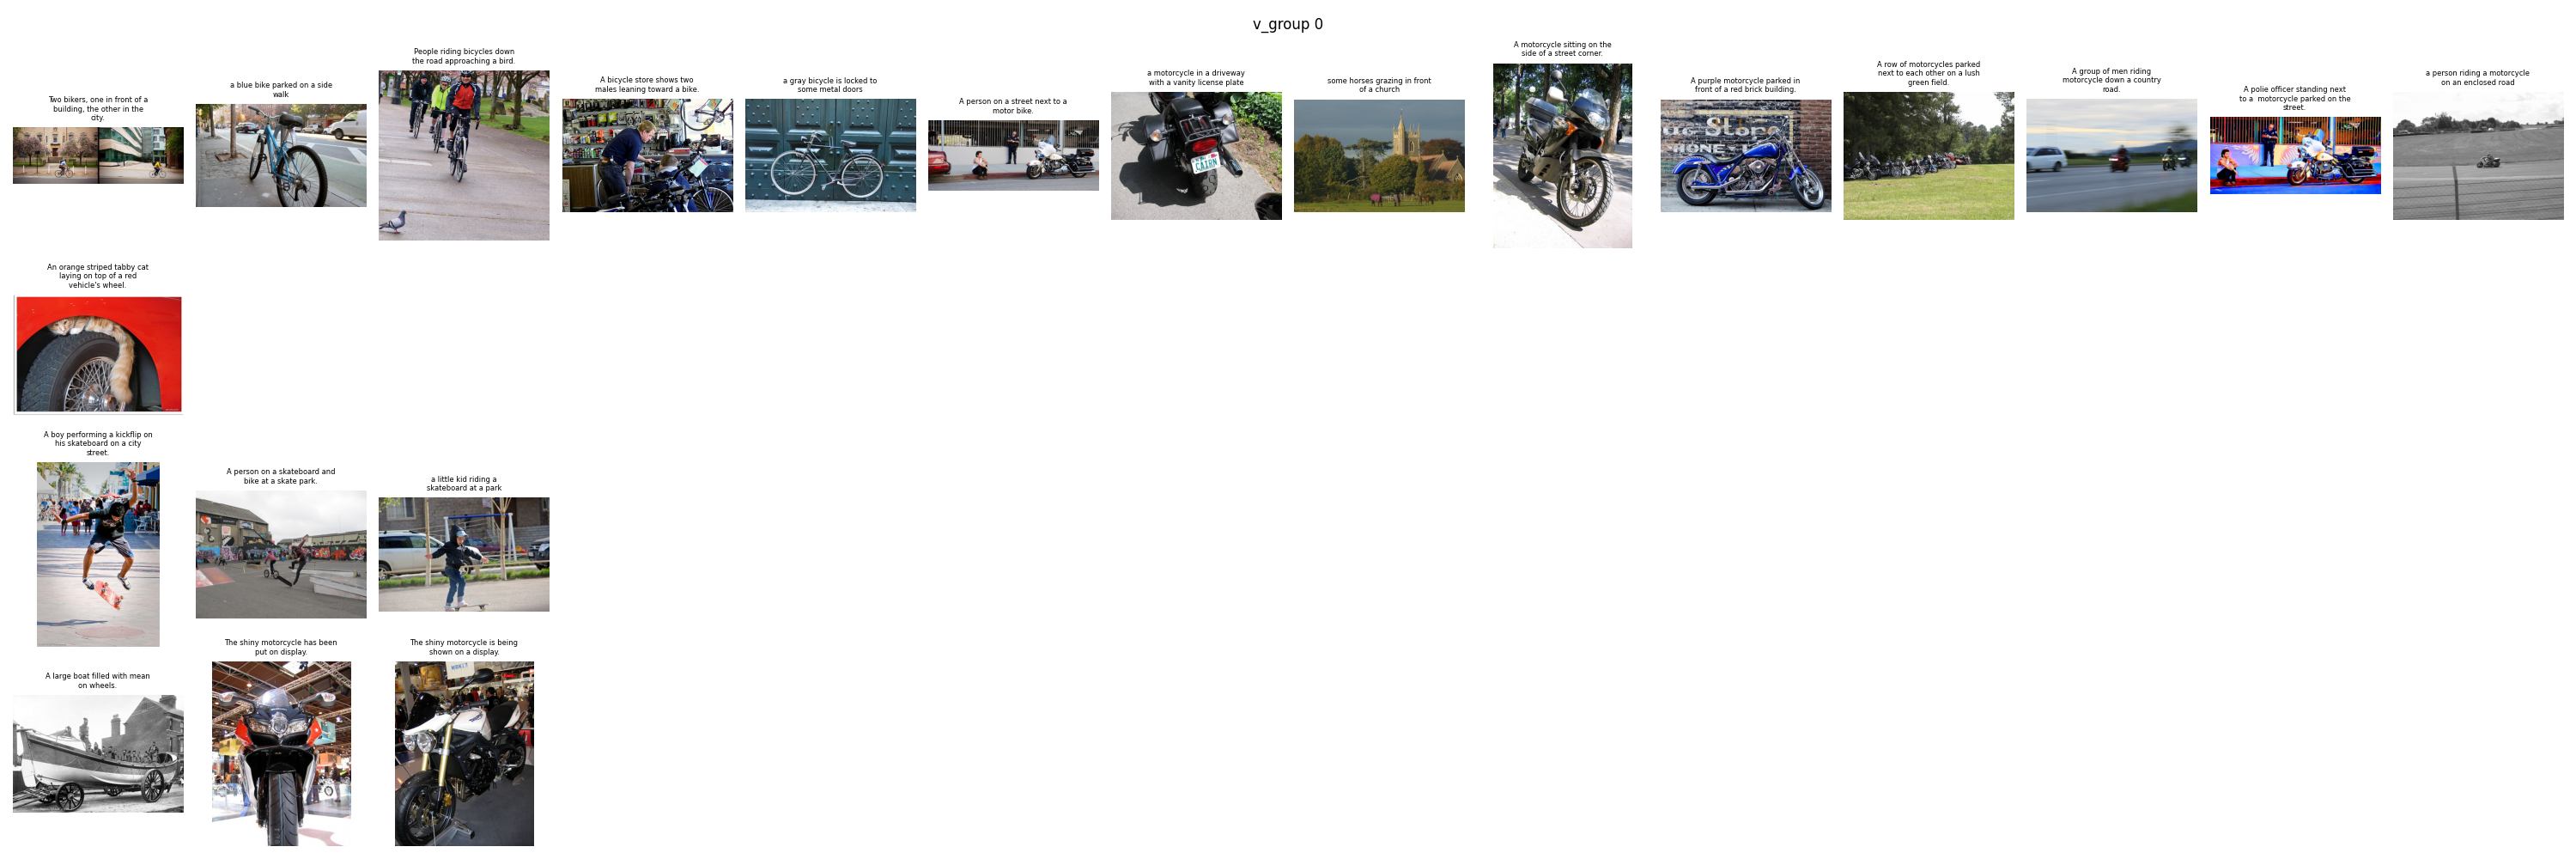 v_group 0
Two bikers, one in front of a
building, the other in the
city.
a blue bike parked on a side
walk
People riding bicycles down
the road approaching a bird.
A bicycle store shows two
males leaning toward a bike.
a gray bicycle is locked to
some metal doors
A person on a street next to a
motor bike.
a motorcycle in a driveway
with a vanity license plate
CAIRN
some horses grazing in front
of a church
A motorcycle sitting on the
side of a street corner.
A purple motorcycle parked in
front of a red brick building.
ug Store
HONEST
A row of motorcycles parked
next to each other on a lush
green field.
A group of men riding
motorcycle down a country
road.
A polie officer standing next
to a  motorcycle parked on the
street.
a person riding a motorcycle
on an enclosed road
An orange striped tabby cat
laying on top of a red
vehicle's wheel.
A boy performing a kickflip on
his skateboard on a city
street.
A person on a skateboard and
bike at a skate park.
a little kid riding a
skateboard at a park
A large boat filled with mean
on wheels.
The shiny motorcycle has been
put on display.
The shiny motorcycle is being
shown on a display.